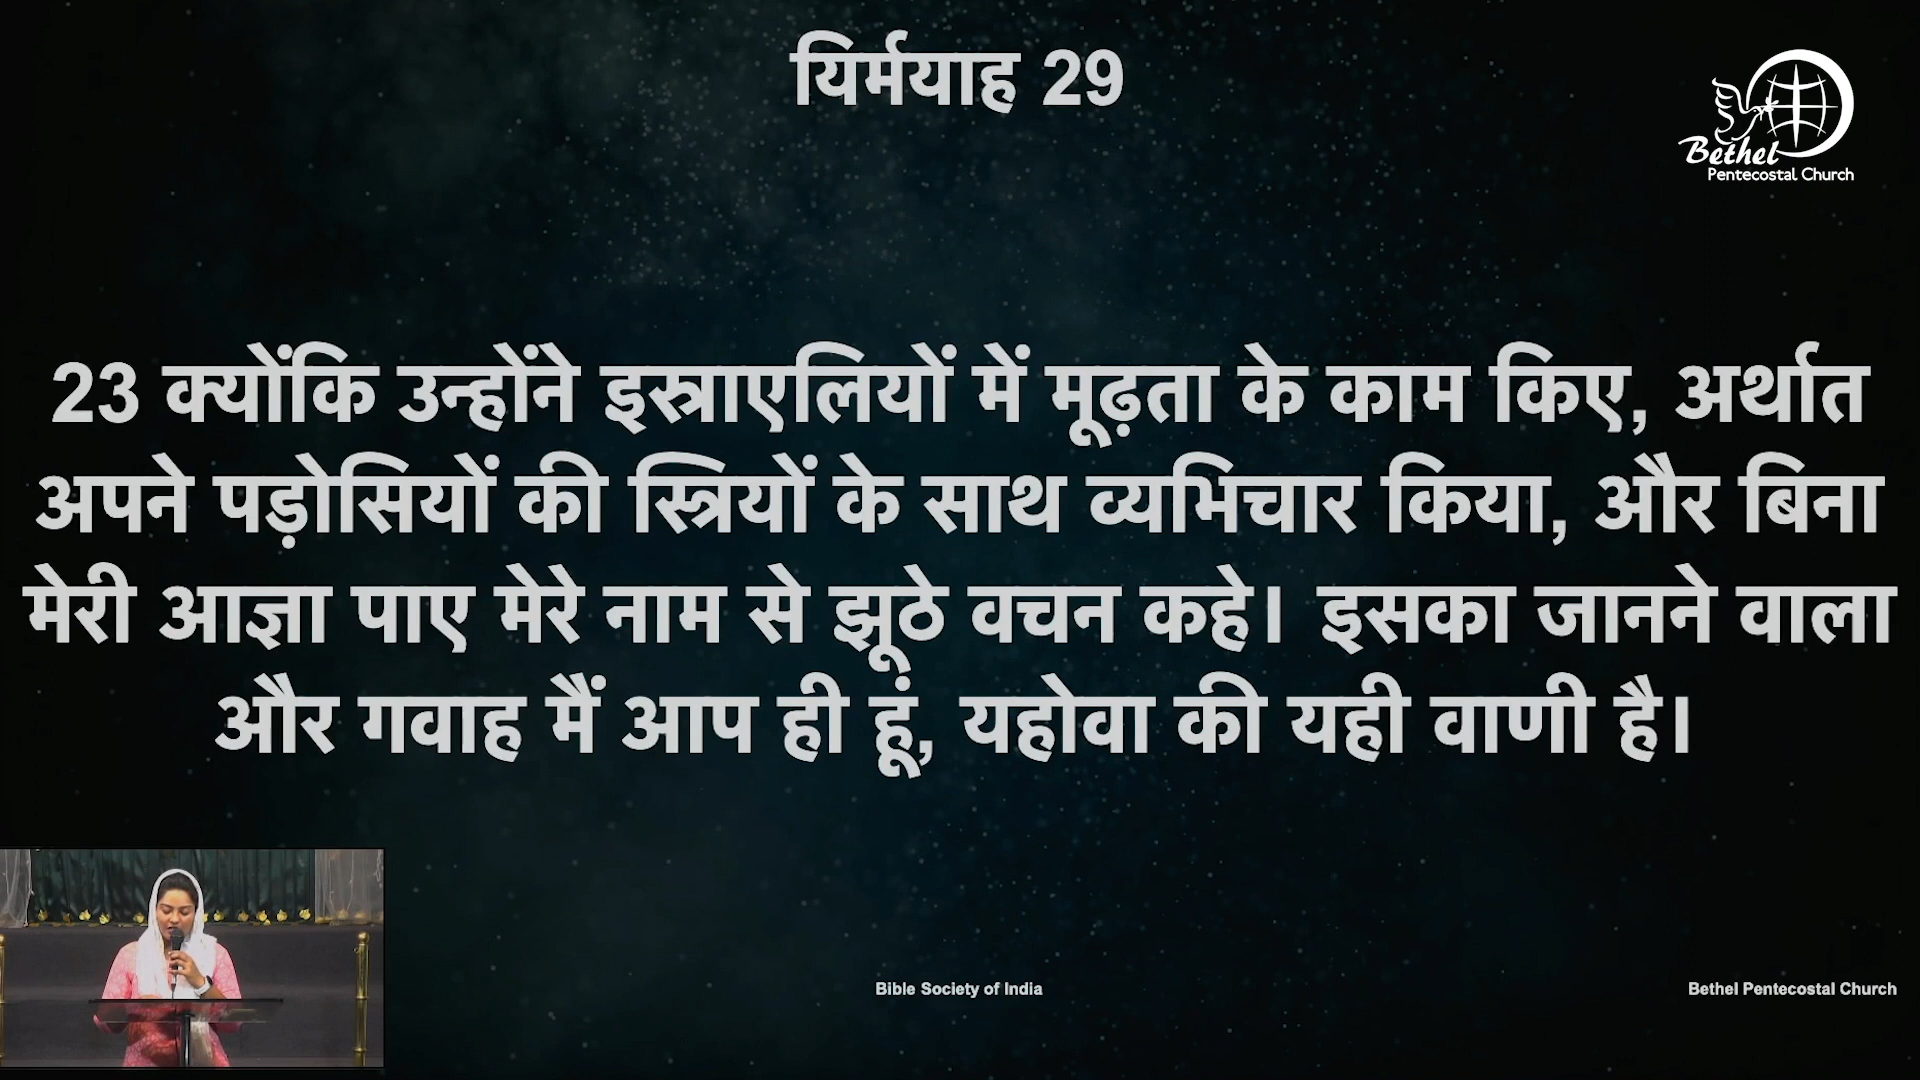 यिर्मयाह 29
Bethel
Pentecostal Church
23 क्योंकि उन्होंने इस्राएलियों में मूढ़ता के काम किए, अर्थात
अपने पड़ोसियों की स्त्रियों के साथ व्यभिचार किया, और बिना
मेरी आज्ञा पाए मेरे नाम से झूठे वचन कहे। इसका जानने वाला
और गवाह मैं आप ही हूं, यहोवा की यही वाणी है।
Bible Society of India
Bethel Pentecostal Church